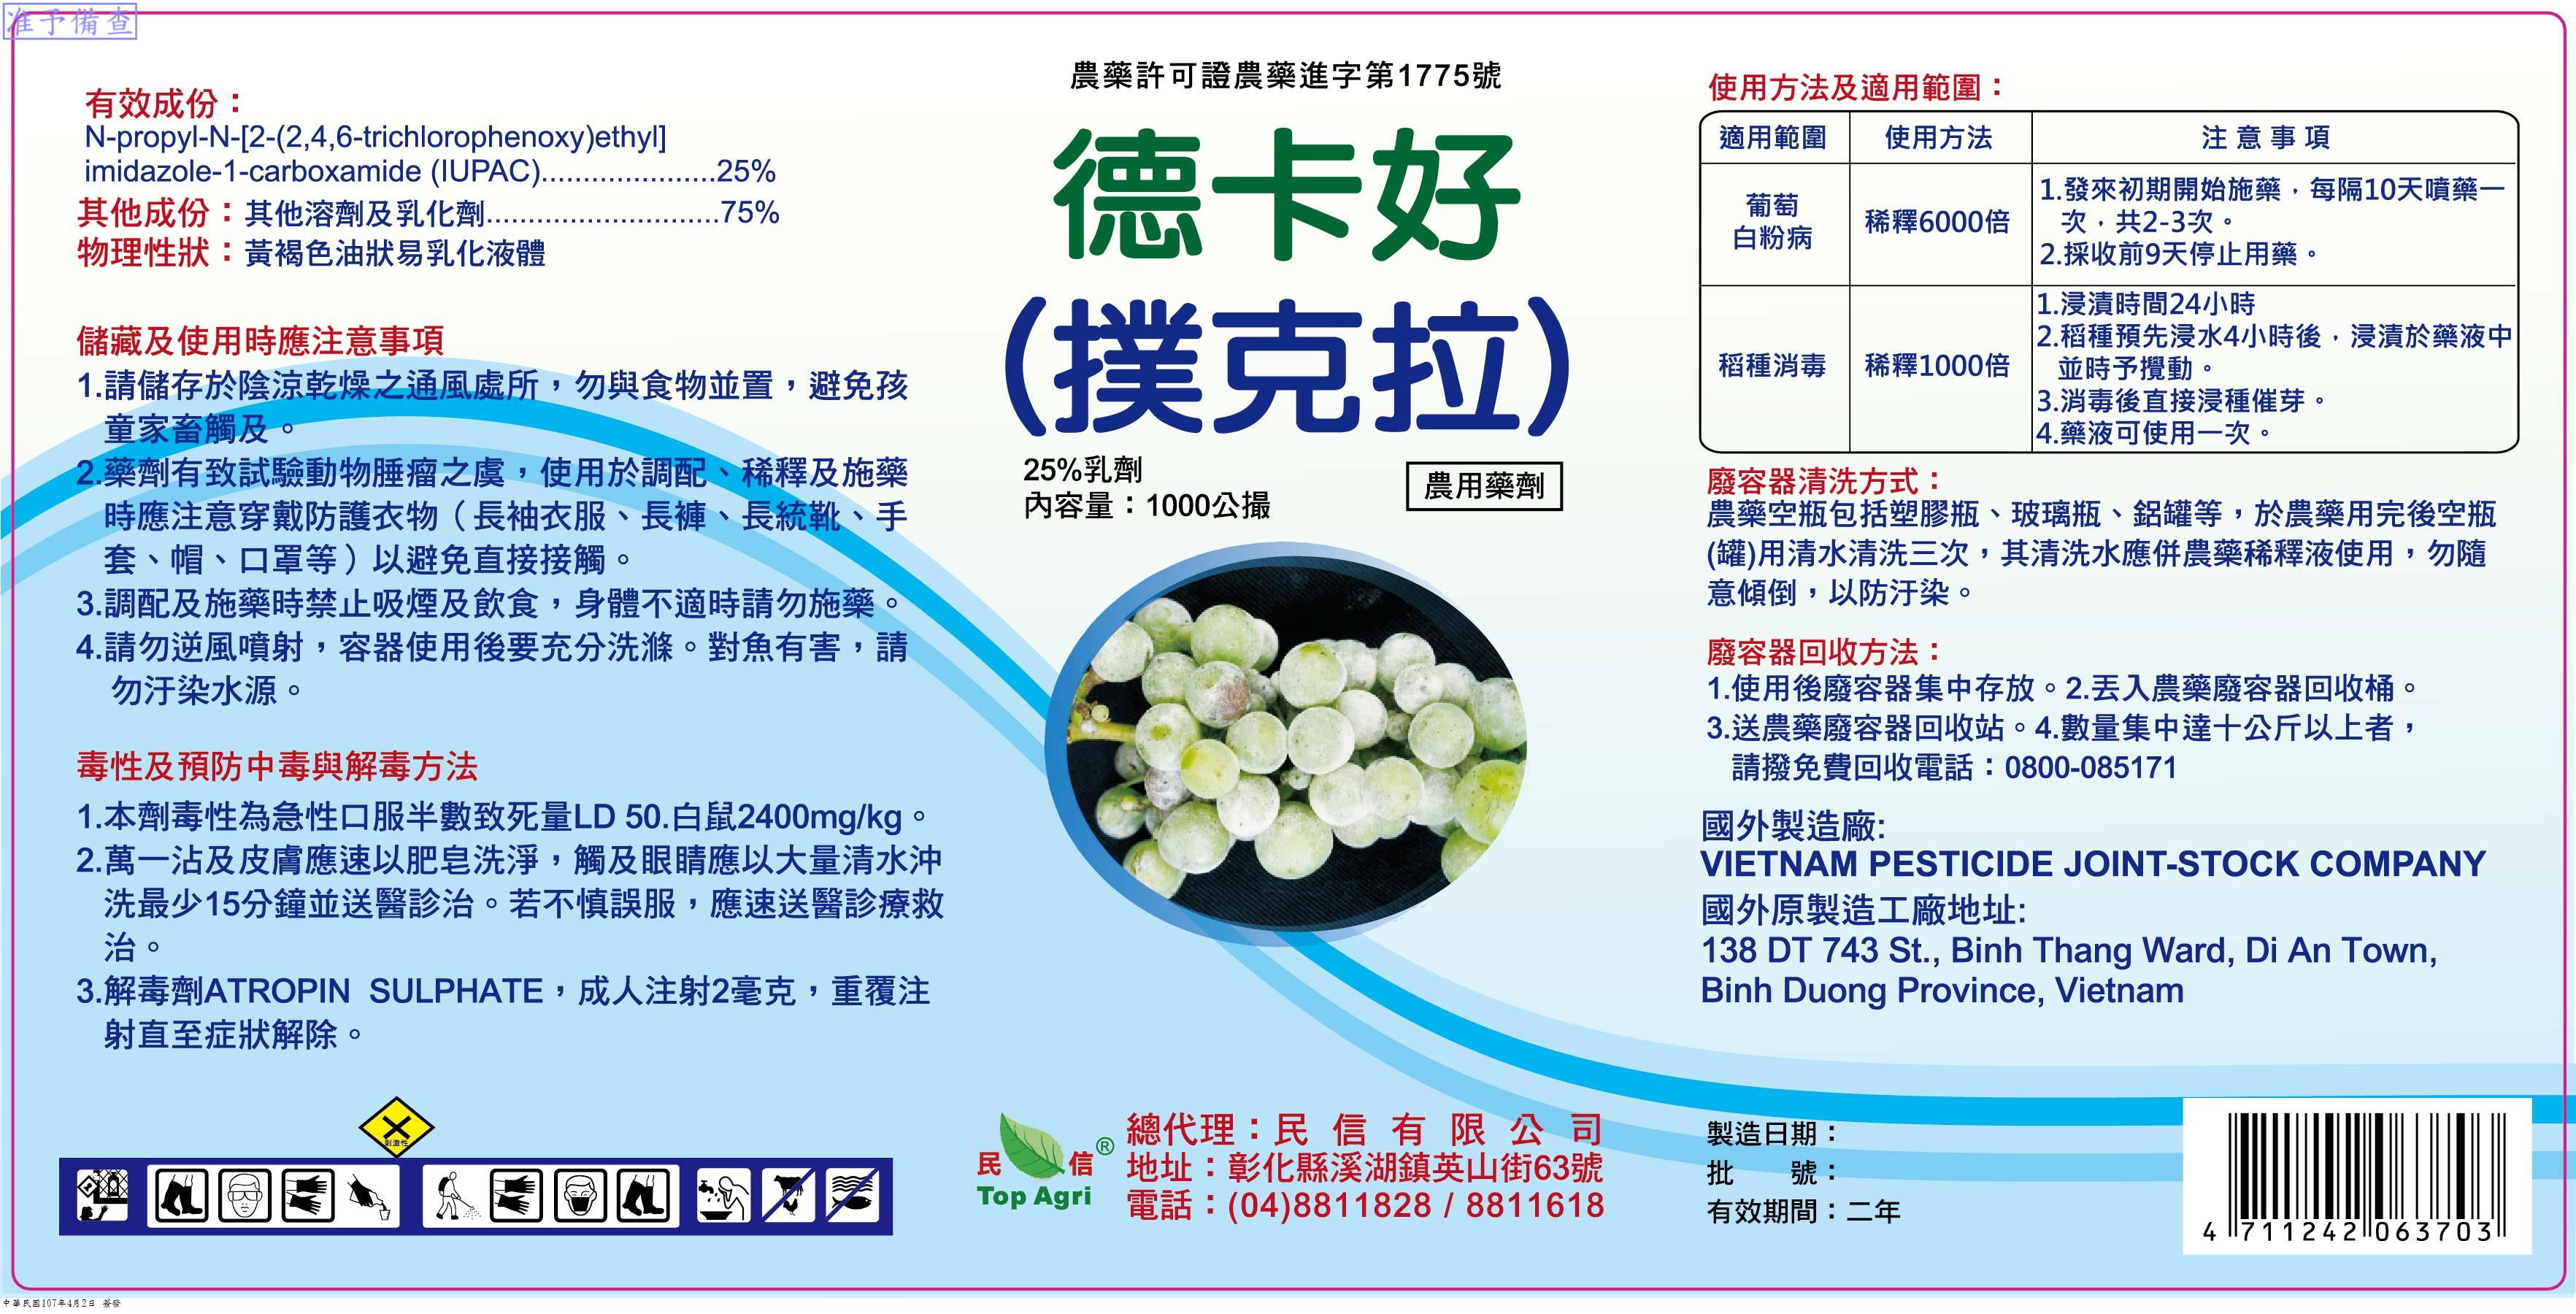 准予備查
有效成份：
N-propyl-N-[2-(2,4,6-trichlorophenoxy)ethyl]
imidazole-1-carboxamide (IUPAC).....................25%
其他成份：其他溶劑及乳化劑............................75%
物理性狀：黃褐色油狀易乳化液體
儲藏及使用時應注意事項
1.請儲存於陰涼乾燥之通風處所，勿與食物並置，避免孩
童家畜觸及。
2.藥劑有致試驗動物腫瘤之虞，使用於調配、稀釋及施藥
時應注意穿戴防護衣物（長袖衣服、長褲、長統靴、手
套、帽、口罩等）以避免直接接觸。
3.調配及施藥時禁止吸煙及飲食，身體不適時請勿施藥。
4.請勿逆風噴射，容器使用後要充分洗滌。對魚有害，請
勿汙染水源。
毒性及預防中毒與解毒方法
1.本劑毒性為急性口服半數致死量LD 50.白鼠2400mg/kg。
2.萬一沾及皮膚應速以肥皂洗淨，觸及眼睛應以大量清水沖
洗最少15分鐘並送醫診治。若不慎誤服，應速送醫診療救
治。
3.解毒劑ATROPIN SULPHATE，成人注射2毫克，重覆注
射直至症狀解除。
刺激性
農藥許可證農藥進字第1775號
德卡好
(撲克拉)
25%乳劑
內容量：1000公撮
農用藥劑
民信®
Top Agri
總代理：民信有限公司
地址：彰化縣溪湖鎮英山街63號
電話：(04)8811828 / 8811618
使用方法及適用範圍：
適用範圍 使用方法 注意事項
葡萄
白粉病
稀釋6000倍
1.發來初期開始施藥，每隔10天噴藥一
次，共2-3次。
2.採收前9天停止用藥。
稻種消毒
稀釋1000倍
1.浸漬時間24小時
2.稻種預先浸水4小時後，浸漬於藥液中
並時予攪動。
3.消毒後直接浸種催芽。
4.藥液可使用一次。
廢容器清洗方式：
農藥空瓶包括塑膠瓶、玻璃瓶、鋁罐等，於農藥用完後空瓶
(罐)用清水清洗三次，其清洗水應併農藥稀釋液使用，勿隨
意傾倒，以防汙染。
廢容器回收方法：
1.使用後廢容器集中存放。2.丟入農藥廢容器回收桶。
3.送農藥廢容器回收站。4.數量集中達十公斤以上者，
請撥免費回收電話：0800-085171
國外製造廠:
VIETNAM PESTICIDE JOINT-STOCK COMPANY
國外原製造工廠地址:
138 DT 743 St., Binh Thang Ward, Di An Town,
Binh Duong Province, Vietnam
製造日期：
批　　號：
有效期間：二年
4 711242 063703
中華民國107年4月2日 簽發